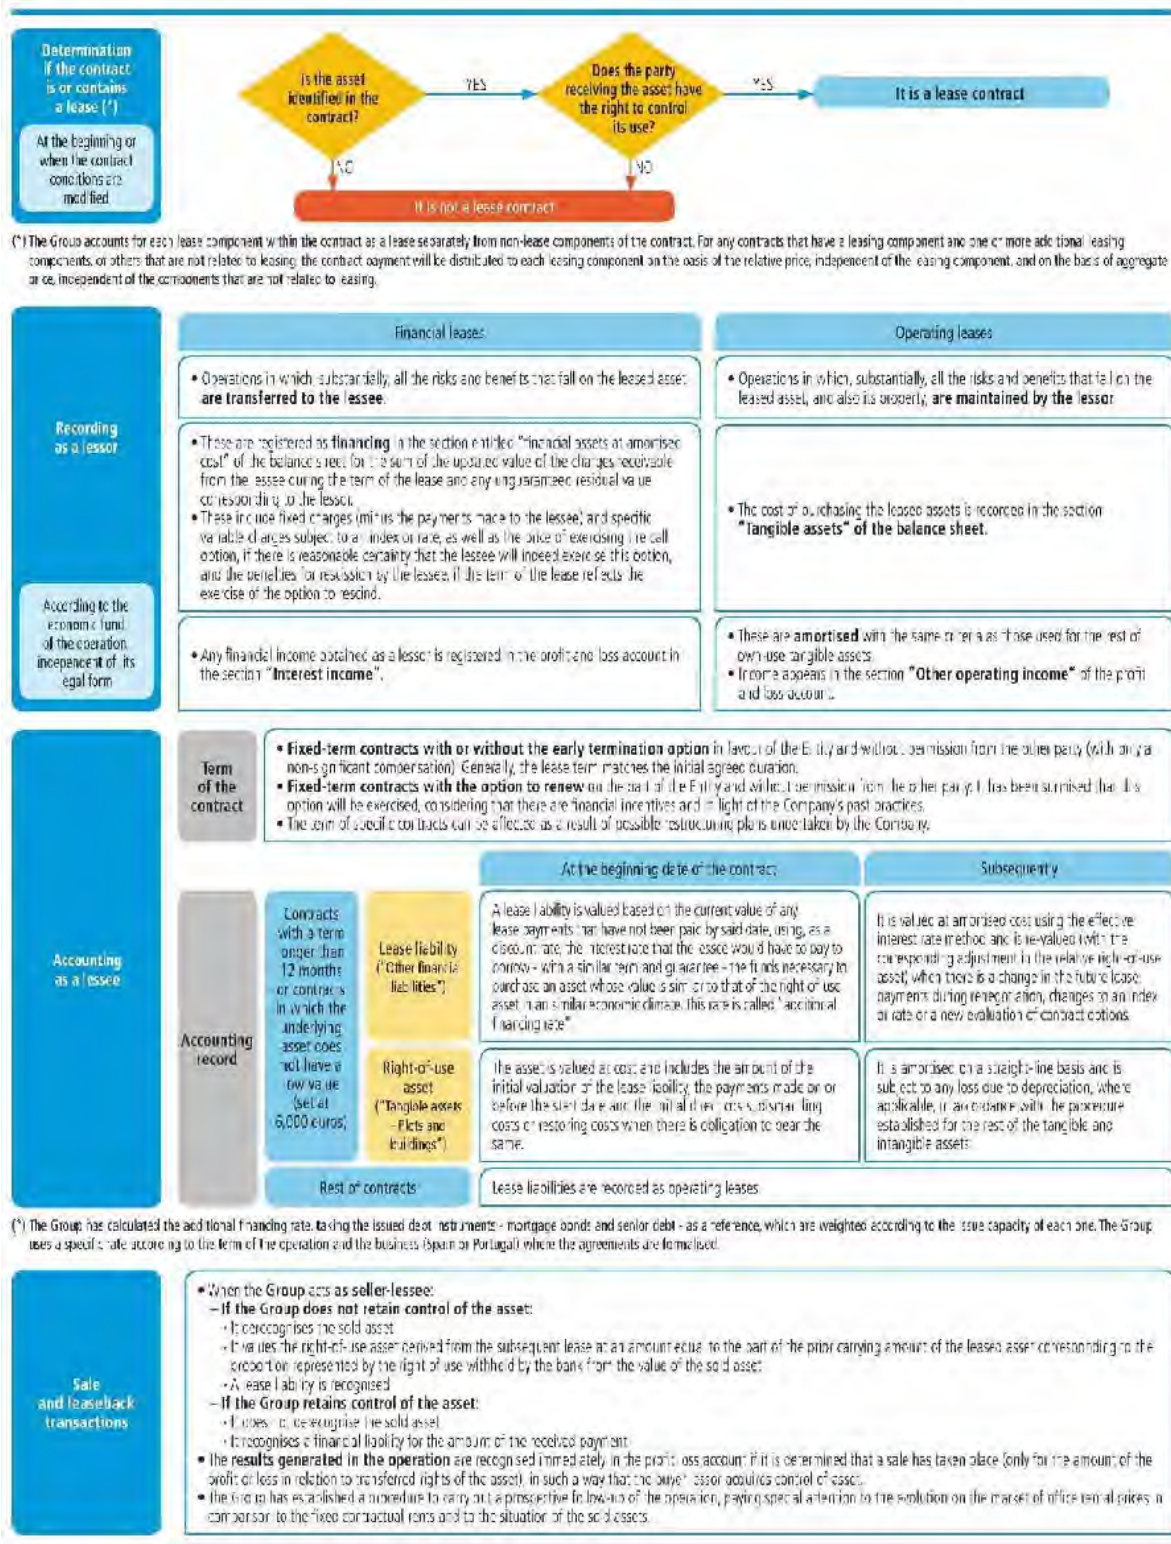 Determination
if the contract
is or contains
a lease (*)
At the beginning or
when the contract
conditions are
modified
Is the asset
identified in the
contract?
YES
Does the party
receiving the asset have
the right to control
its use?
YES
It is a lease contract
NO
NO
It is not a lease contract
(*) The Group accounts for each lease component within the contract as a lease separately from non-lease components of the contract. For any contracts that have a leasing component and one or more additional leasing
components, or others that are not related to leasing, the contract payment will be distributed to each leasing component on the basis of the relative price, independent of the leasing component, and on the basis of aggregate
price, independent of the components that are not related to leasing.
Recording
as a lessor
According to the
economic fund
of the operation,
independent of its
legal form
Financial leases
Operating leases
• Operations in which, substantially, all the risks and benefits that fall on the leased asset
are transferred to the lessee.
• Operations in which, substantially, all the risks and benefits that fall on the
leased asset, and also its property, are maintained by the lessor
• These are registered as financing in the section entitled "financial assets at amortised
cost" of the balance sheet for the sum of the updated value of the charges receivable
from the lessee during the term of the lease and any unguaranteed residual value
corresponding to the lessor.
• These include fixed charges (minus the payments made to the lessee) and specific
variable charges subject to an index or rate, as well as the price of exercising the call
option, if there is reasonable certainty that the lessee will indeed exercise this option,
and the penalties for rescission by the lessee, if the term of the lease reflects the
exercise of the option to rescind.
• The cost of purchasing the leased assets is recorded in the section
"Tangible assets" of the balance sheet.
• Any financial income obtained as a lessor is registered in the profit and loss account in
the section "Interest income".
• These are amortised with the same criteria as those used for the rest of
own-use tangible assets
• Income appears in the section "Other operating income" of the profit
and loss account.
Accounting
as a lessee
Term
of the
contract
• Fixed-term contracts with or without the early termination option in favour of the Entity and without permission from the other party (with only a
non-significant compensation). Generally, the lease term matches the initial agreed duration.
• Fixed-term contracts with the option to renew on the part of the Entity and without permission from the other party. It has been surmised that this
option will be exercised, considering that there are financial incentives and in light of the Company's past practices.
• The term of specific contracts can be affected as a result of possible restructuring plans undertaken by the Company.
At the beginning date of the contract
Subsequently
Accounting
record
Contracts
with a term
longer than
12 months
or contracts
in which the
underlying
asset does
not have a
low value
(set at
6,000 euros)
Lease liability
("Other financial
liabilities")
A lease liability is valued based on the current value of any
lease payments that have not been paid by said date, using, as a
discount rate, the interest rate that the lessee would have to pay to
borrow - with a similar term and guarantee - the funds necessary to
purchase an asset whose value is similar to that of the right-of-use
asset in an similar economic climate. This rate is called "additional
financing rate"
It is valued at amortised cost using the effective
interest rate method and is re-valued (with the
corresponding adjustment in the relative right-of-use
asset) when there is a change in the future lease
payments during renegotiation, changes to an index
or rate or a new evaluation of contract options.
Right-of-use
asset
("Tangible assets
- Plots and
buildings")
The asset is valued at cost and includes the amount of the
initial valuation of the lease liability, the payments made on or
before the start date and the initial direct costs, dismantling
costs or restoring costs when there is obligation to bear the
same.
It is amortised on a straight-line basis and is
subject to any loss due to depreciation, where
applicable, in accordance with the procedure
established for the rest of the tangible and
intangible assets
Rest of contracts
Lease liabilities are recorded as operating leases
(*) The Group has calculated the additional financing rate, taking the issued debt instruments - mortgage bonds and senior debt - as a reference, which are weighted according to the issue capacity of each one. The Group
uses a specific rate according to the term of the operation and the business (Spain or Portugal) where the agreements are formalised.
Sale
and leaseback
transactions
• When the Group acts as seller-lessee:
– If the Group does not retain control of the asset:
- It derecognises the sold asset
- It values the right-of-use asset derived from the subsequent lease at an amount equal to the part of the prior carrying amount of the leased asset corresponding to the
proportion represented by the right of use withheld by the bank from the value of the sold asset
- A lease liability is recognised
– If the Group retains control of the asset:
- It does not derecognise the sold asset
- It recognises a financial liability for the amount of the received payment
• The results generated in the operation are recognised immediately in the profit loss account if it is determined that a sale has taken place (only for the amount of the
profit or loss in relation to transferred rights of the asset), in such a way that the buyer-lessor acquires control of asset.
• The Group has established a procedure to carry out a prospective follow-up of the operation, paying special attention to the evolution on the market of office rental prices in
comparison to the fixed contractual rents and to the situation of the sold assets.